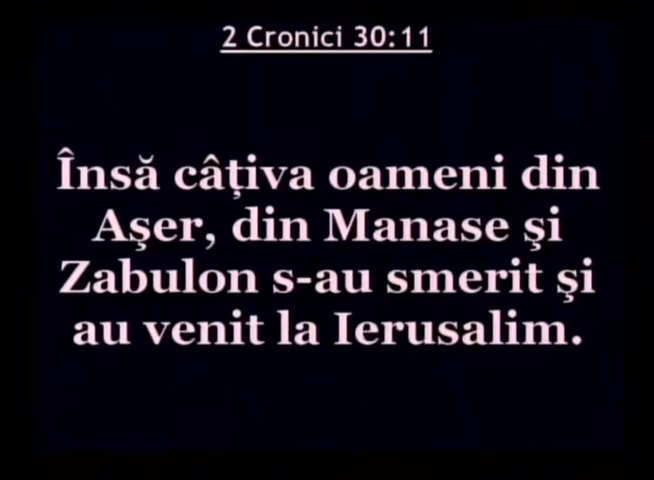 2 Cronici 30:11
Însă câţiva oameni din
Aşer, din Manase şi
Zabulon s-au smerit şi
au venit la Ierusalim.